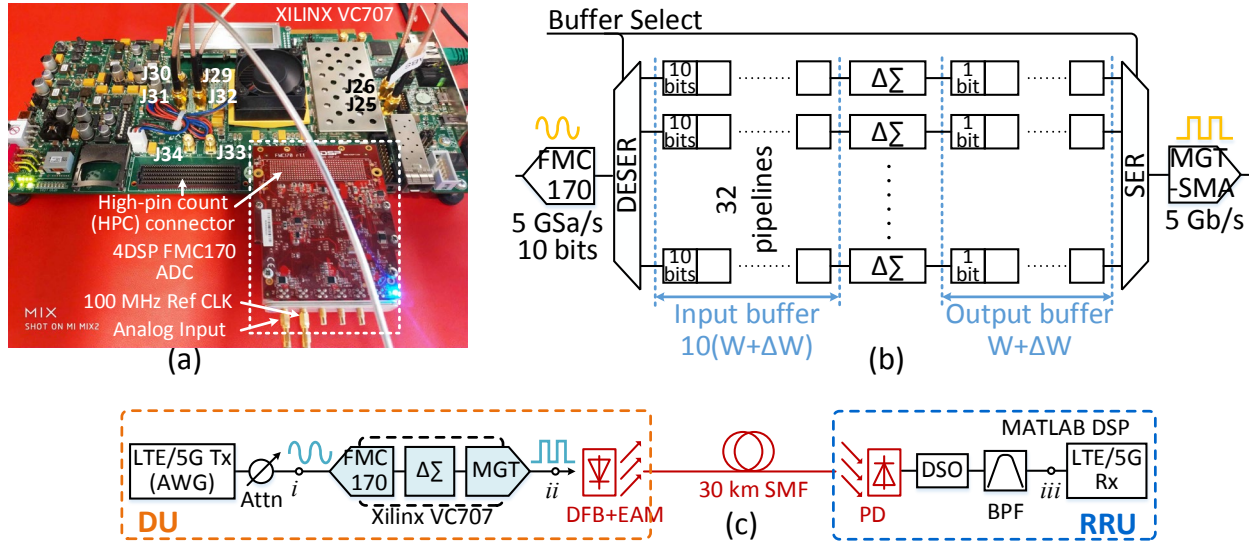 XILINX VC707
J30
J29
J31
J32
J26
J25
J34
J33
High-pin count
(HPC) connector
4DSP FMC170
ADC
100 MHz Ref CLK
Analog Input
MIX
SHOT ON MI MIX2
(a)
Buffer Select
10
bits
ΔΣ
1
bit
10
bits
ΔΣ
1
bit
FMC
170
DESER
32
pipelines
SER
MGT
-SMA
5 GSa/s
10 bits
5 Gb/s
10
bits
ΔΣ
1
bit
Input buffer
10(W+ΔW)
Output buffer
W+ΔW
(b)
LTE/5G Tx
(AWG)
Attn
i
FMC
170
ΔΣ
MGT
Xilinx VC707
ii
DFB+EAM
DU
30 km SMF
(c)
PD
DSO
BPF
iii
MATLAB DSP
LTE/5G
Rx
RRU